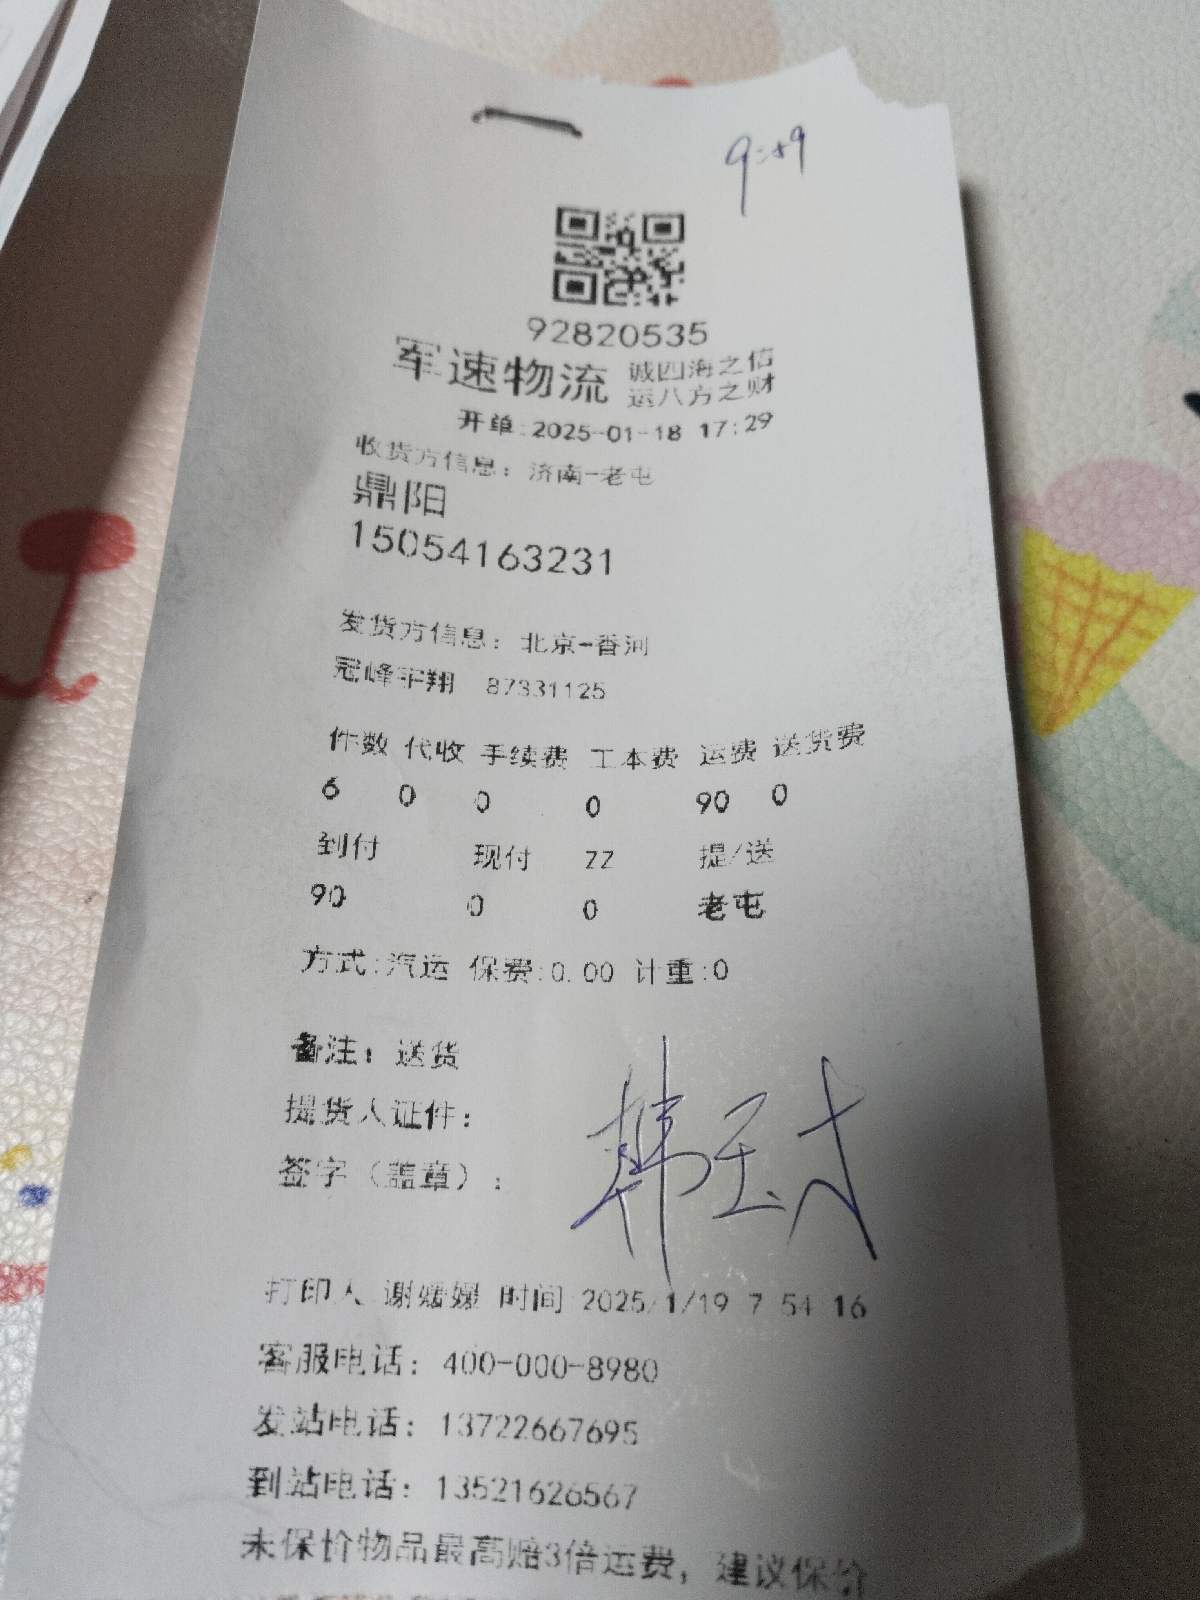 9:59
92820535
军速物流 诚四海之信
运八方之财
开单:2025-01-18 17:29
收货方信息：济南-老屯
鼎阳
15054163231
发货方信息：北京-香河
冠峰宇翔 87331125
件数 代收 手续费 工本费 运费 送货费
6 0 0 0 90 0
到付 现付 ZZ 提/送
90 0 0 老屯
方式:汽运 保费:0.00 计重:0
备注：送货
提货人证件：
签字（盖章）：
打印人 谢媛媛 时间 2025/1/19 7 54 16
客服电话：400-000-8980
发站电话：13722667695
到站电话：13521626567
未保价物品最高赔3倍运费，建议保价